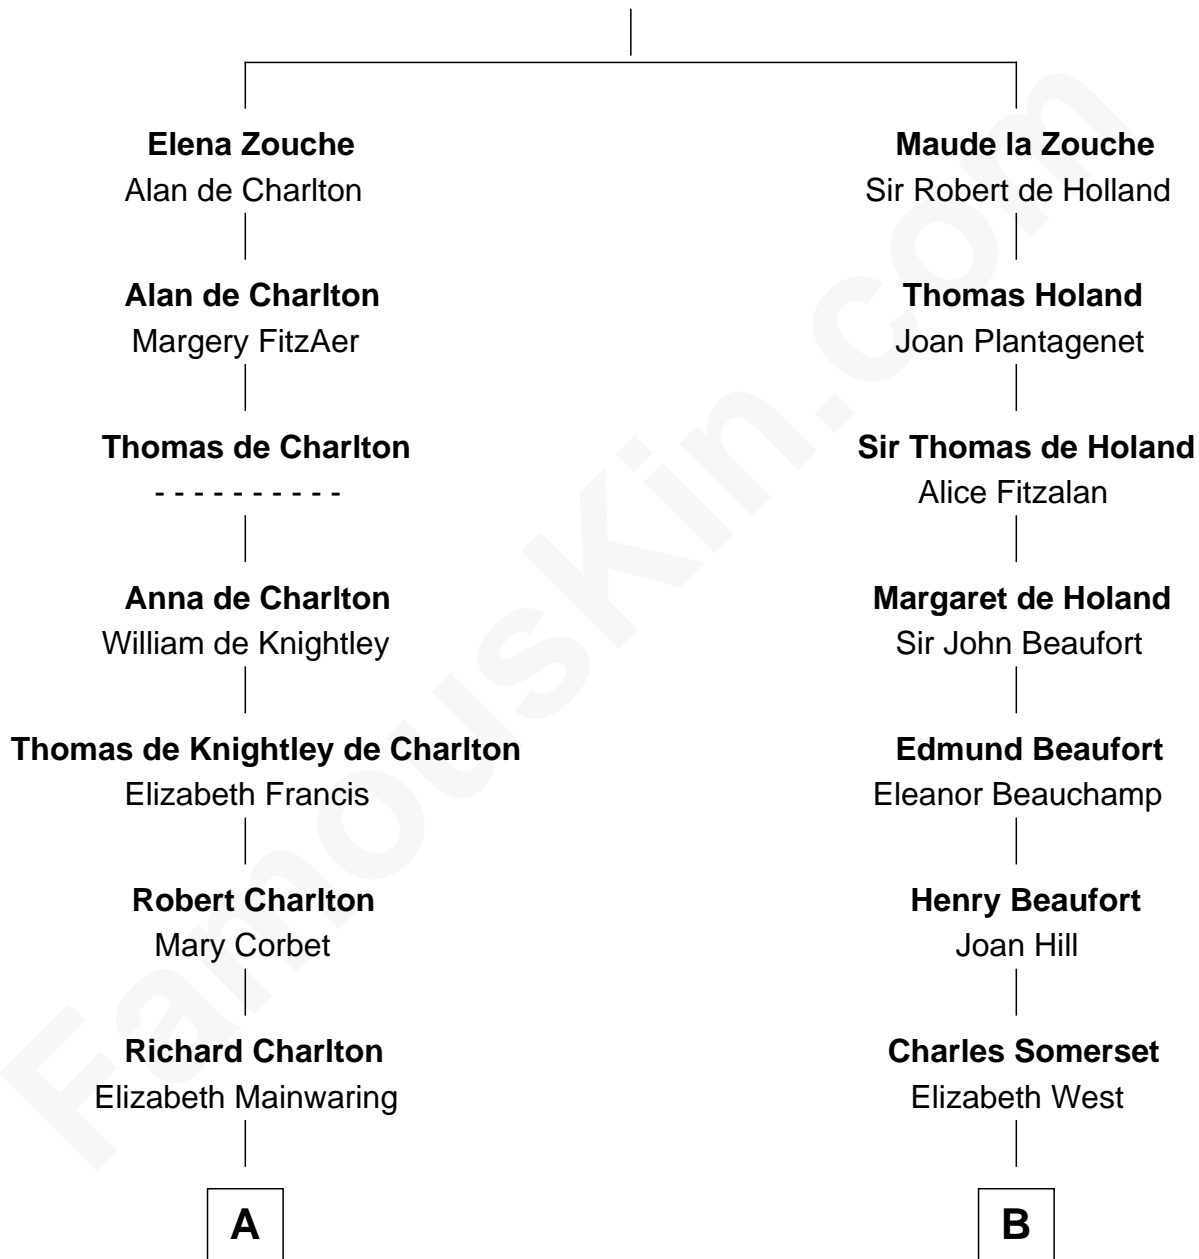 Elena Zouche
Alan de Charlton
Alan de Charlton
Margery FitzAer
Thomas de Charlton
- - - - - - - - - -
Anna de Charlton
William de Knightley
Thomas de Knightley de Charlton
Elizabeth Francis
Robert Charlton
Mary Corbet
Richard Charlton
Elizabeth Mainwaring
A
Maude la Zouche
Sir Robert de Holland
Thomas Holand
Joan Plantagenet
Sir Thomas de Holand
Alice Fitzalan
Margaret de Holand
Sir John Beaufort
Edmund Beaufort
Eleanor Beauchamp
Henry Beaufort
Joan Hill
Charles Somerset
Elizabeth West
B
FamousKin.com